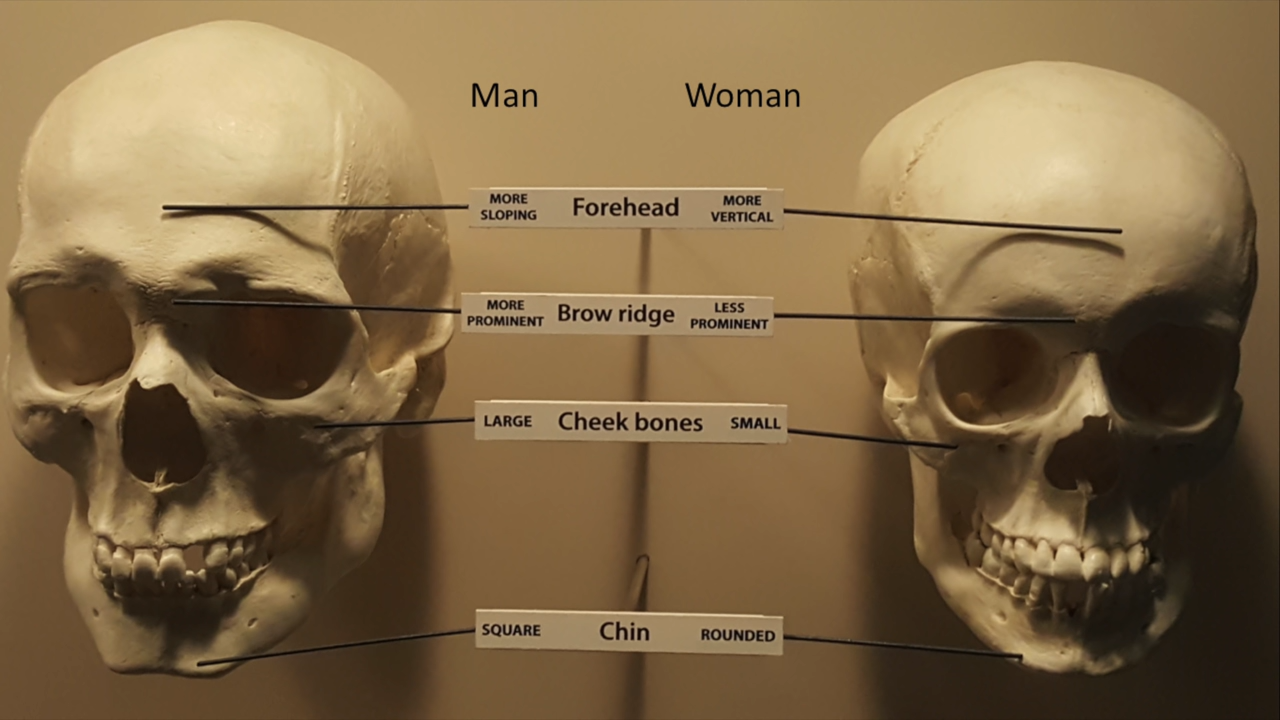 Man Woman
MORE
SLOPING
Forehead
MORE
VERTICAL
MORE
PROMINENT
Brow ridge
LESS
PROMINENT
LARGE Cheek bones SMALL
SQUARE Chin ROUNDED